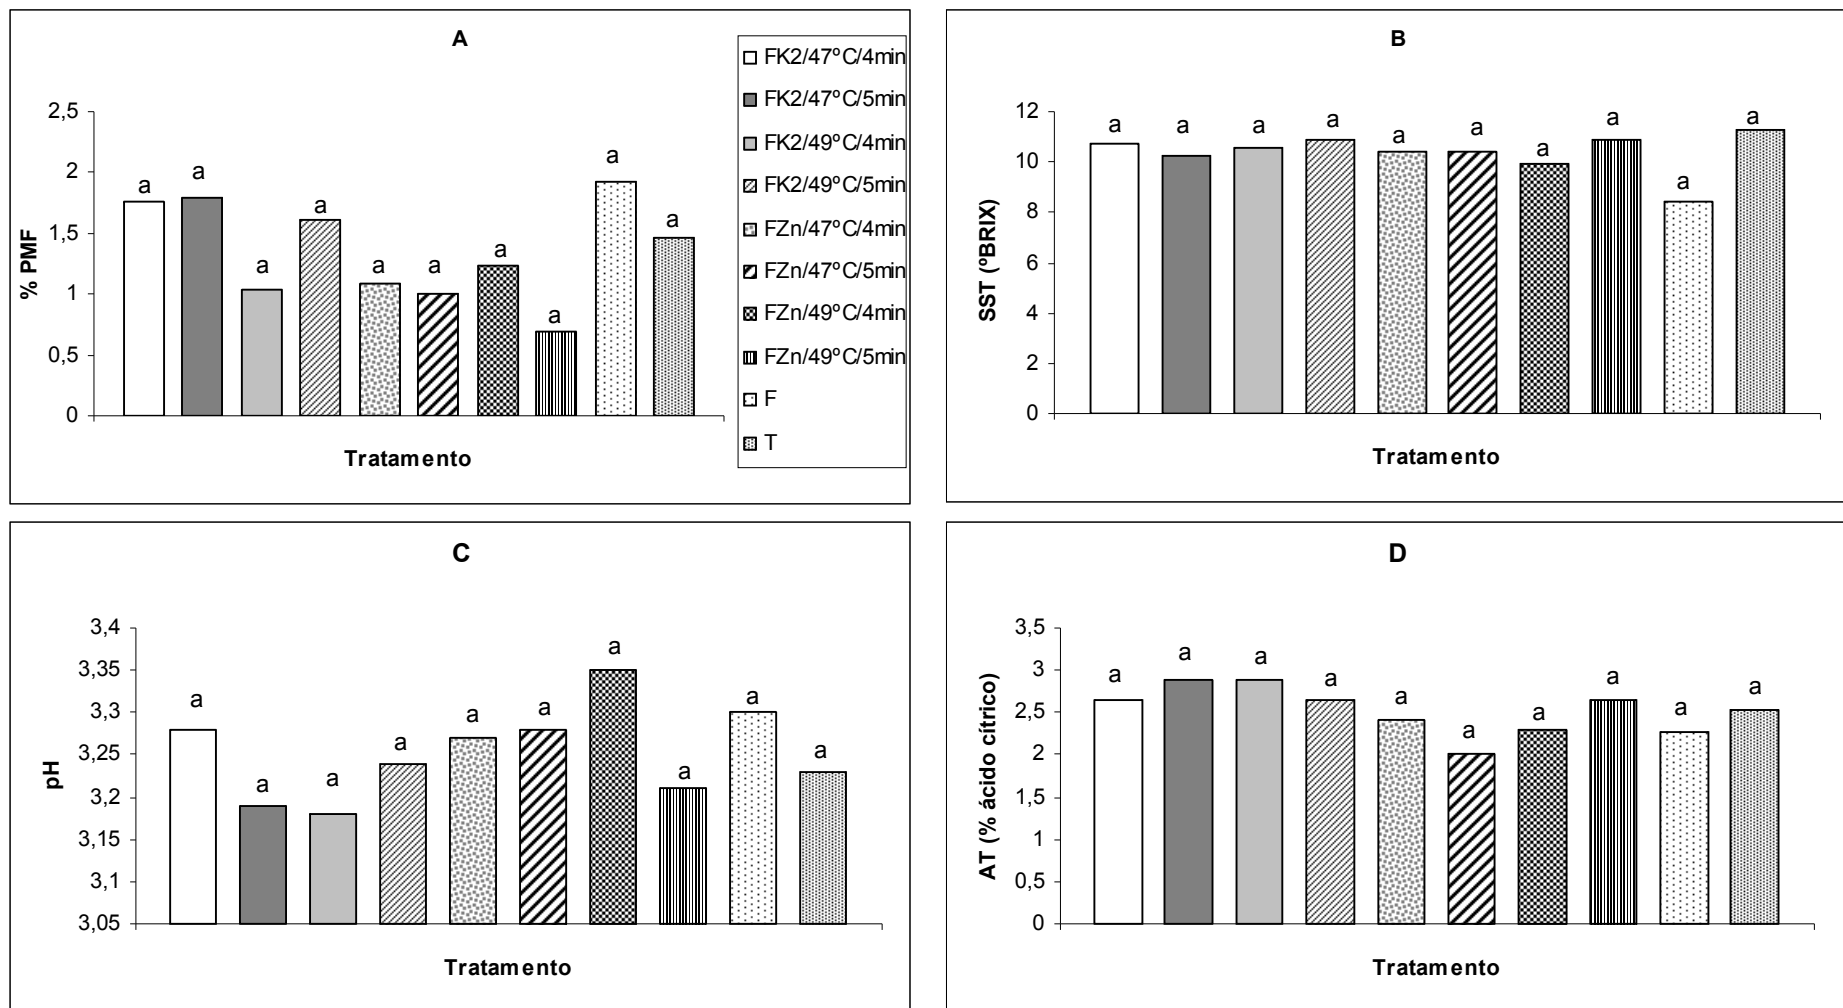 A
% PMF
2,5
2
1,5
1
0,5
0
a a a a a a a a a a
Tratamento
FK2/47ºC/4min
FK2/47ºC/5min
FK2/49ºC/4min
FK2/49ºC/5min
FZn/47ºC/4min
FZn/47ºC/5min
FZn/49ºC/4min
FZn/49ºC/5min
F
T
B
SST (ºBRIX)
12
10
8
6
4
2
0
a a a a a a a a a a
Tratamento
C
pH
3,4
3,35
3,3
3,25
3,2
3,15
3,1
3,05
a a a a a a a a a a
Tratamento
D
AT (% ácido cítrico)
3,5
3
2,5
2
1,5
1
0,5
0
a a a a a a a a a a
Tratamento